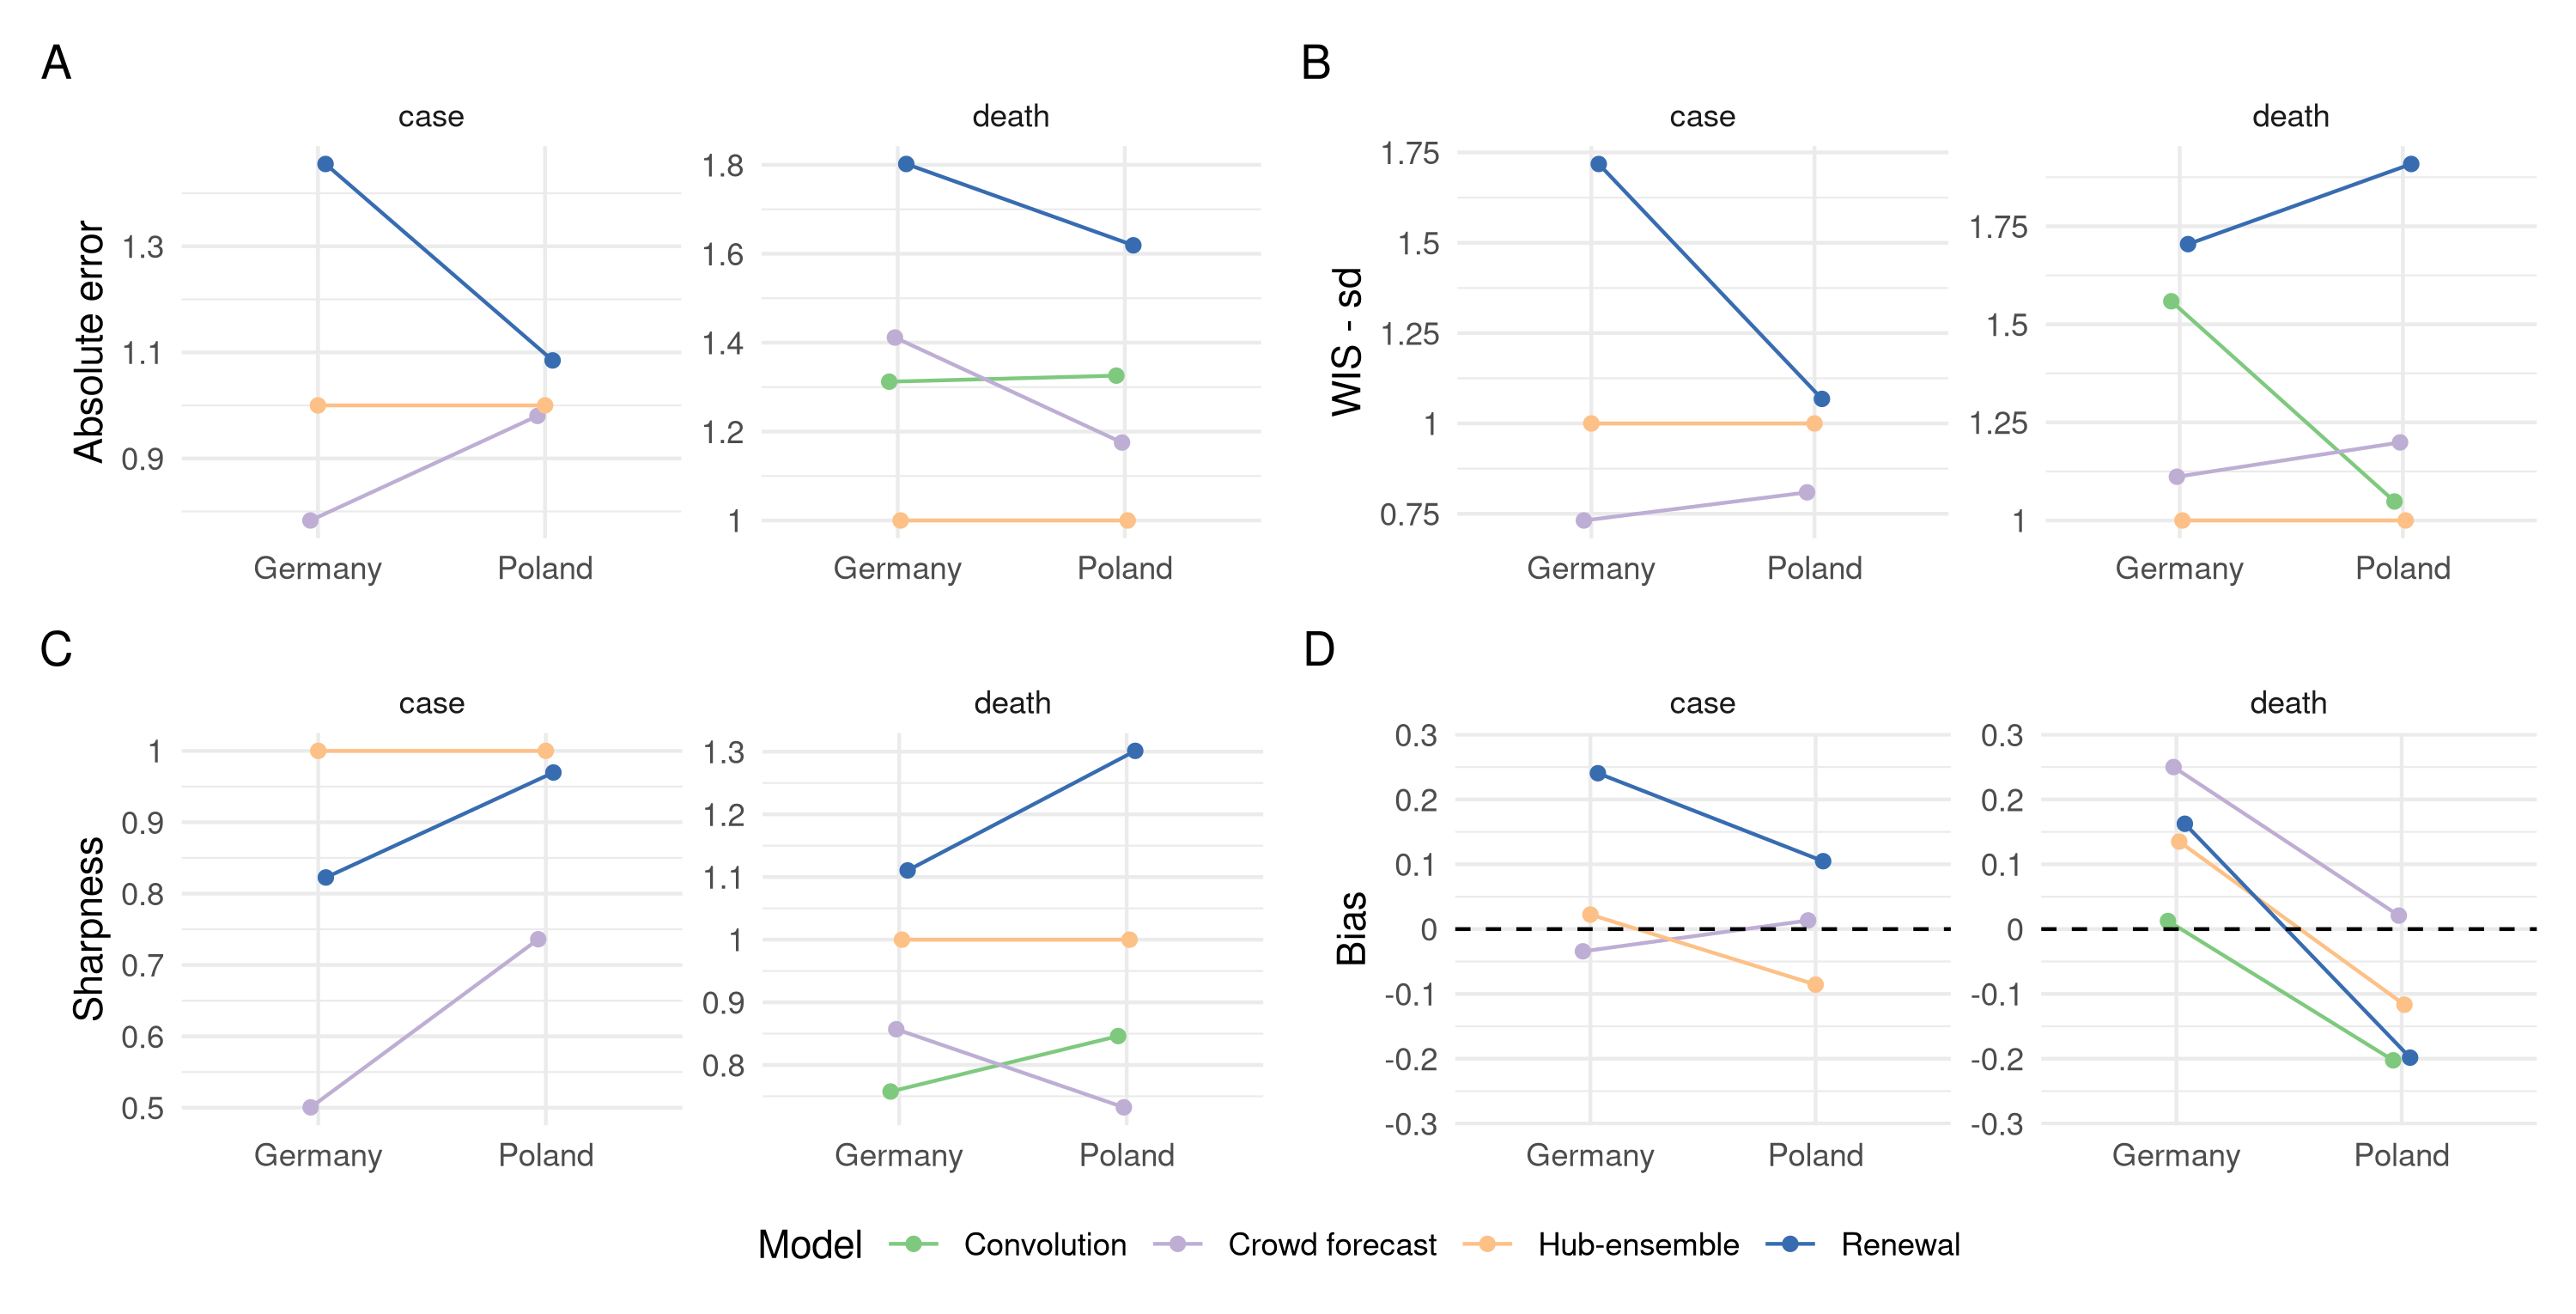 A
B
case
death
case
death
Absolute error
1.3
1.1
0.9
1.8
1.6
1.4
1.2
1
WIS - sd
1.75
1.5
1.25
1
0.75
1.75
1.5
1.25
1
Germany Poland
Germany Poland
Germany Poland
Germany Poland
C
D
case
death
case
death
Sharpness
1
0.9
0.8
0.7
0.6
0.5
1.3
1.2
1.1
1
0.9
0.8
Bias
0.3
0.2
0.1
0
-0.1
-0.2
-0.3
0.3
0.2
0.1
0
-0.1
-0.2
-0.3
Germany Poland
Germany Poland
Germany Poland
Germany Poland
Model Convolution Crowd forecast Hub-ensemble Renewal